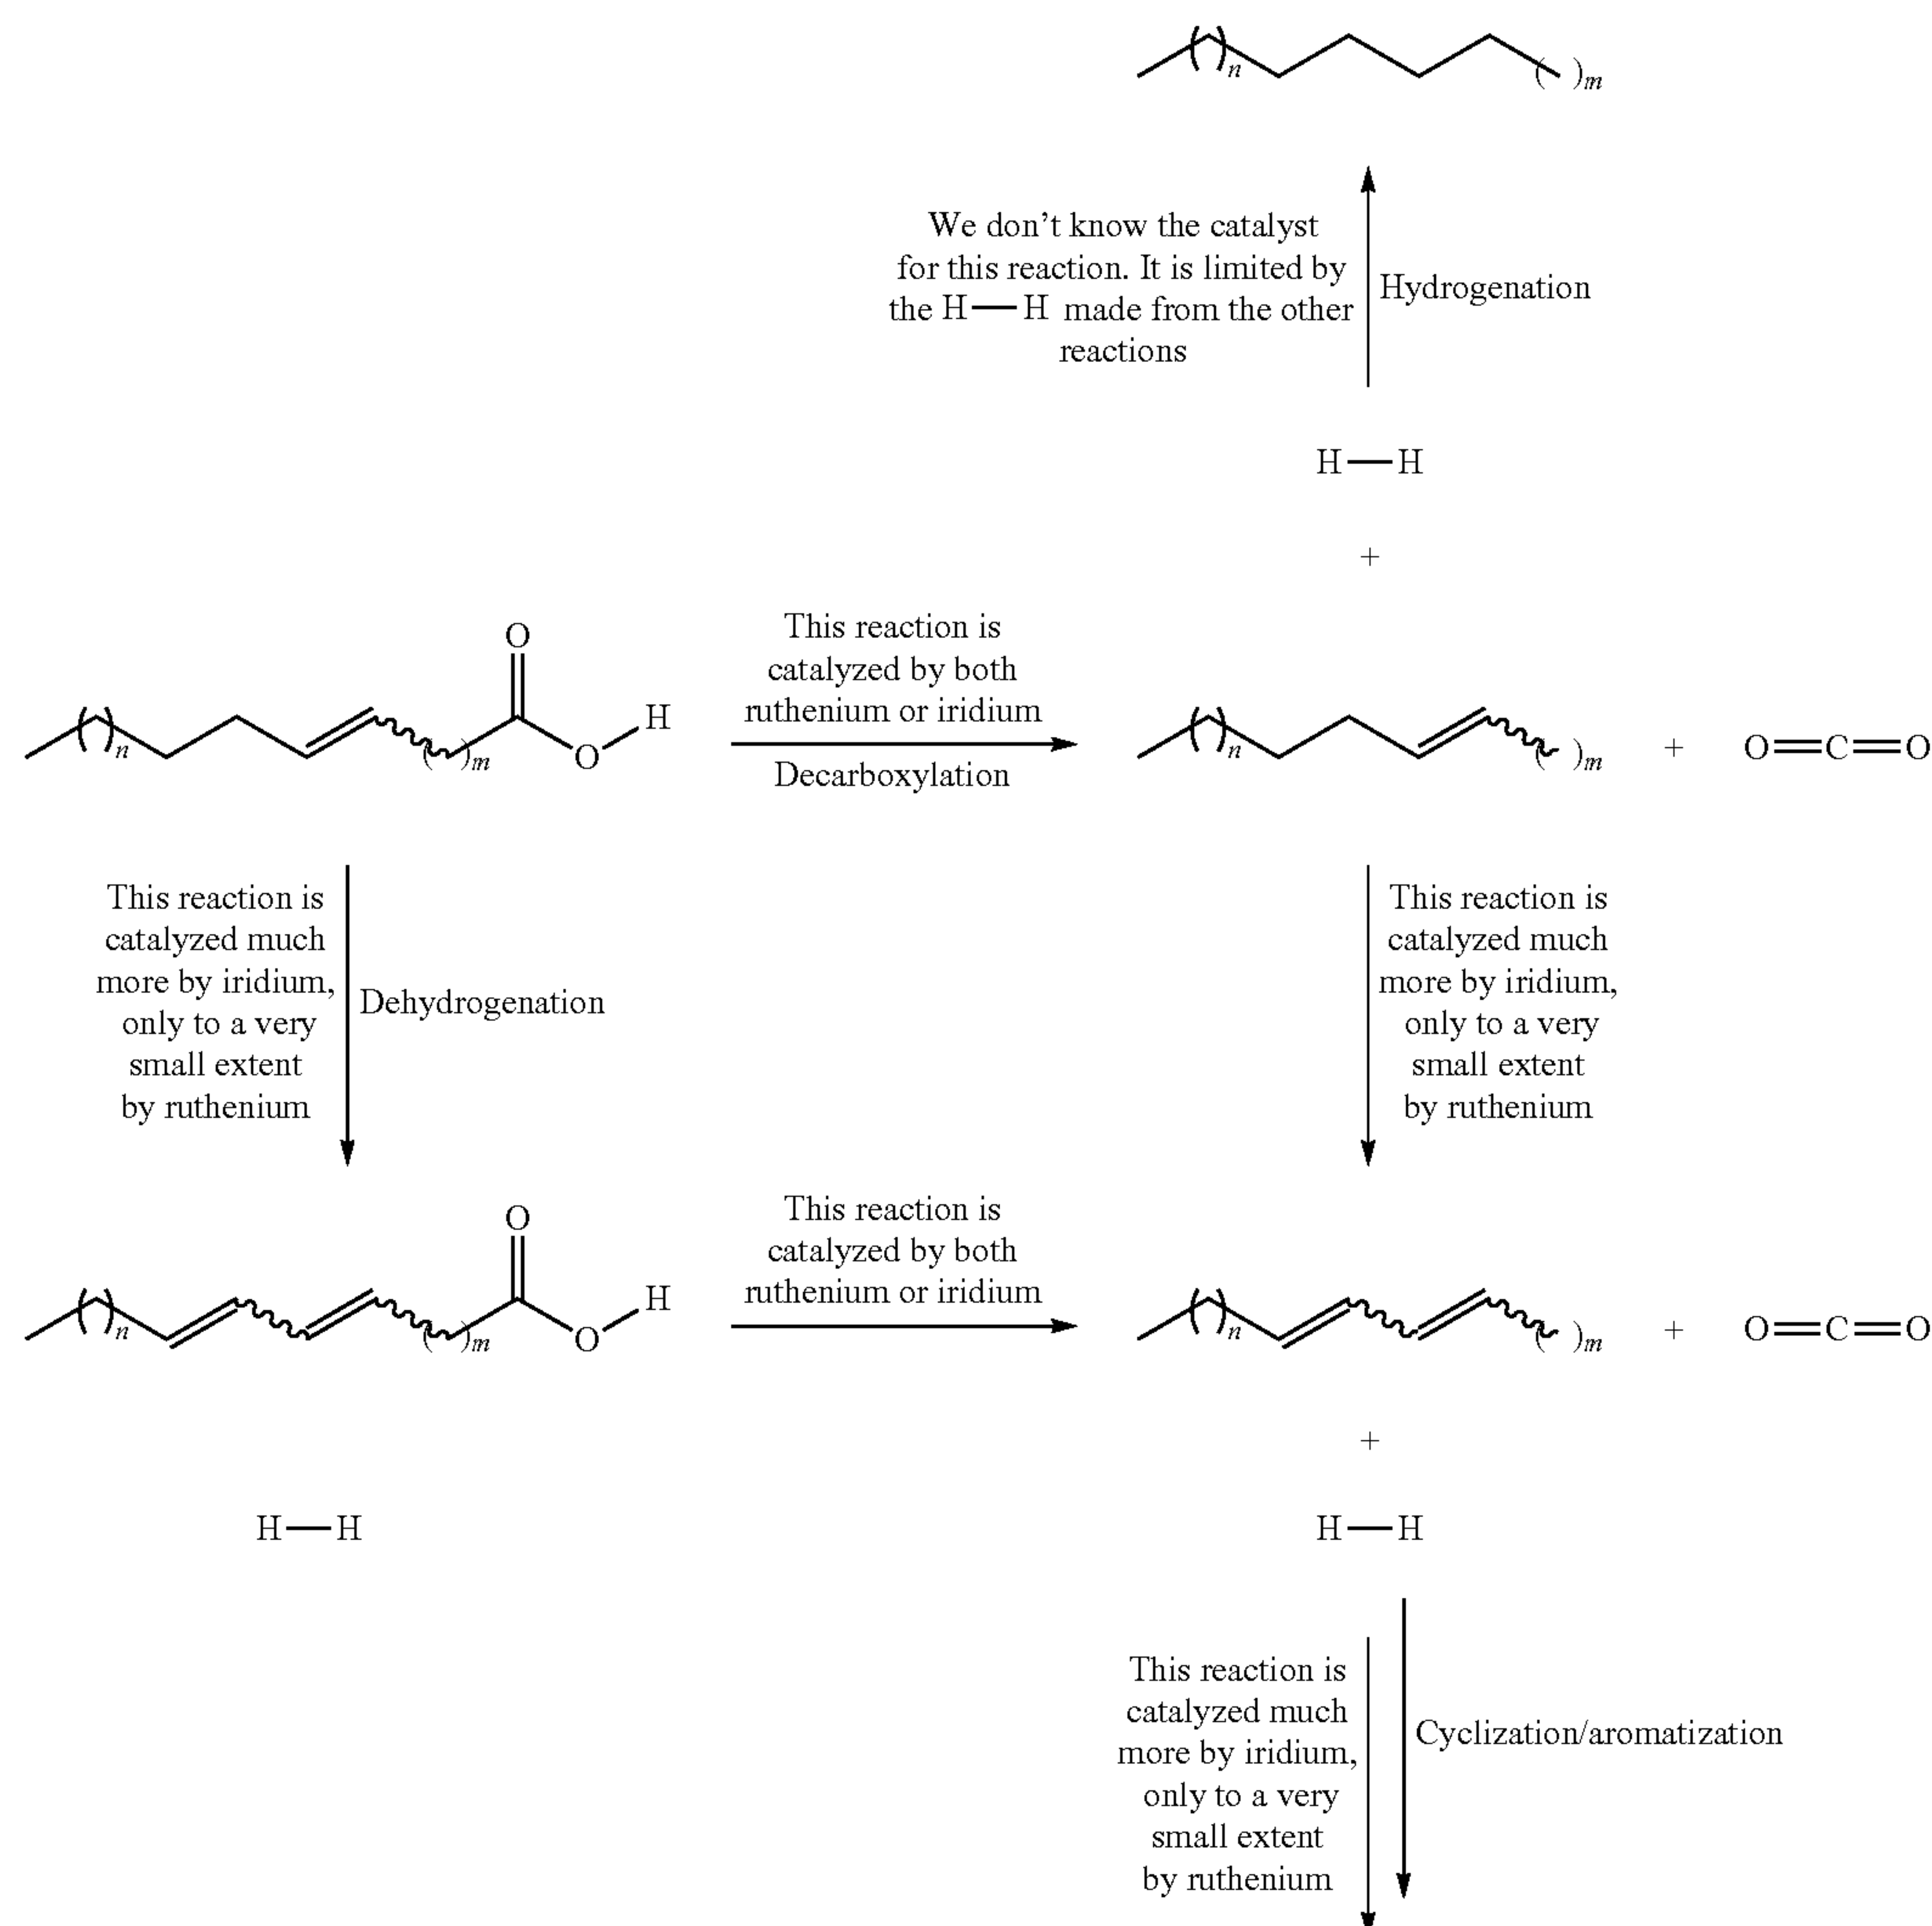 ( )n ( )m
We don't know the catalyst
for this reaction. It is limited by
the H—H made from the other
reactions
Hydrogenation
H—H
+
O
( )n ( )m O H
This reaction is
catalyzed by both
ruthenium or iridium
Decarboxylation
( )n ( )m + O=C=O
This reaction is
catalyzed much
more by iridium,
only to a very
small extent
by ruthenium
Dehydrogenation
This reaction is
catalyzed much
more by iridium,
only to a very
small extent
by ruthenium
O
( )n ( )m O H
This reaction is
catalyzed by both
ruthenium or iridium
( )n ( )m + O=C=O
+
H—H
H—H
This reaction is
catalyzed much
more by iridium,
only to a very
small extent
by ruthenium
Cyclization/aromatization